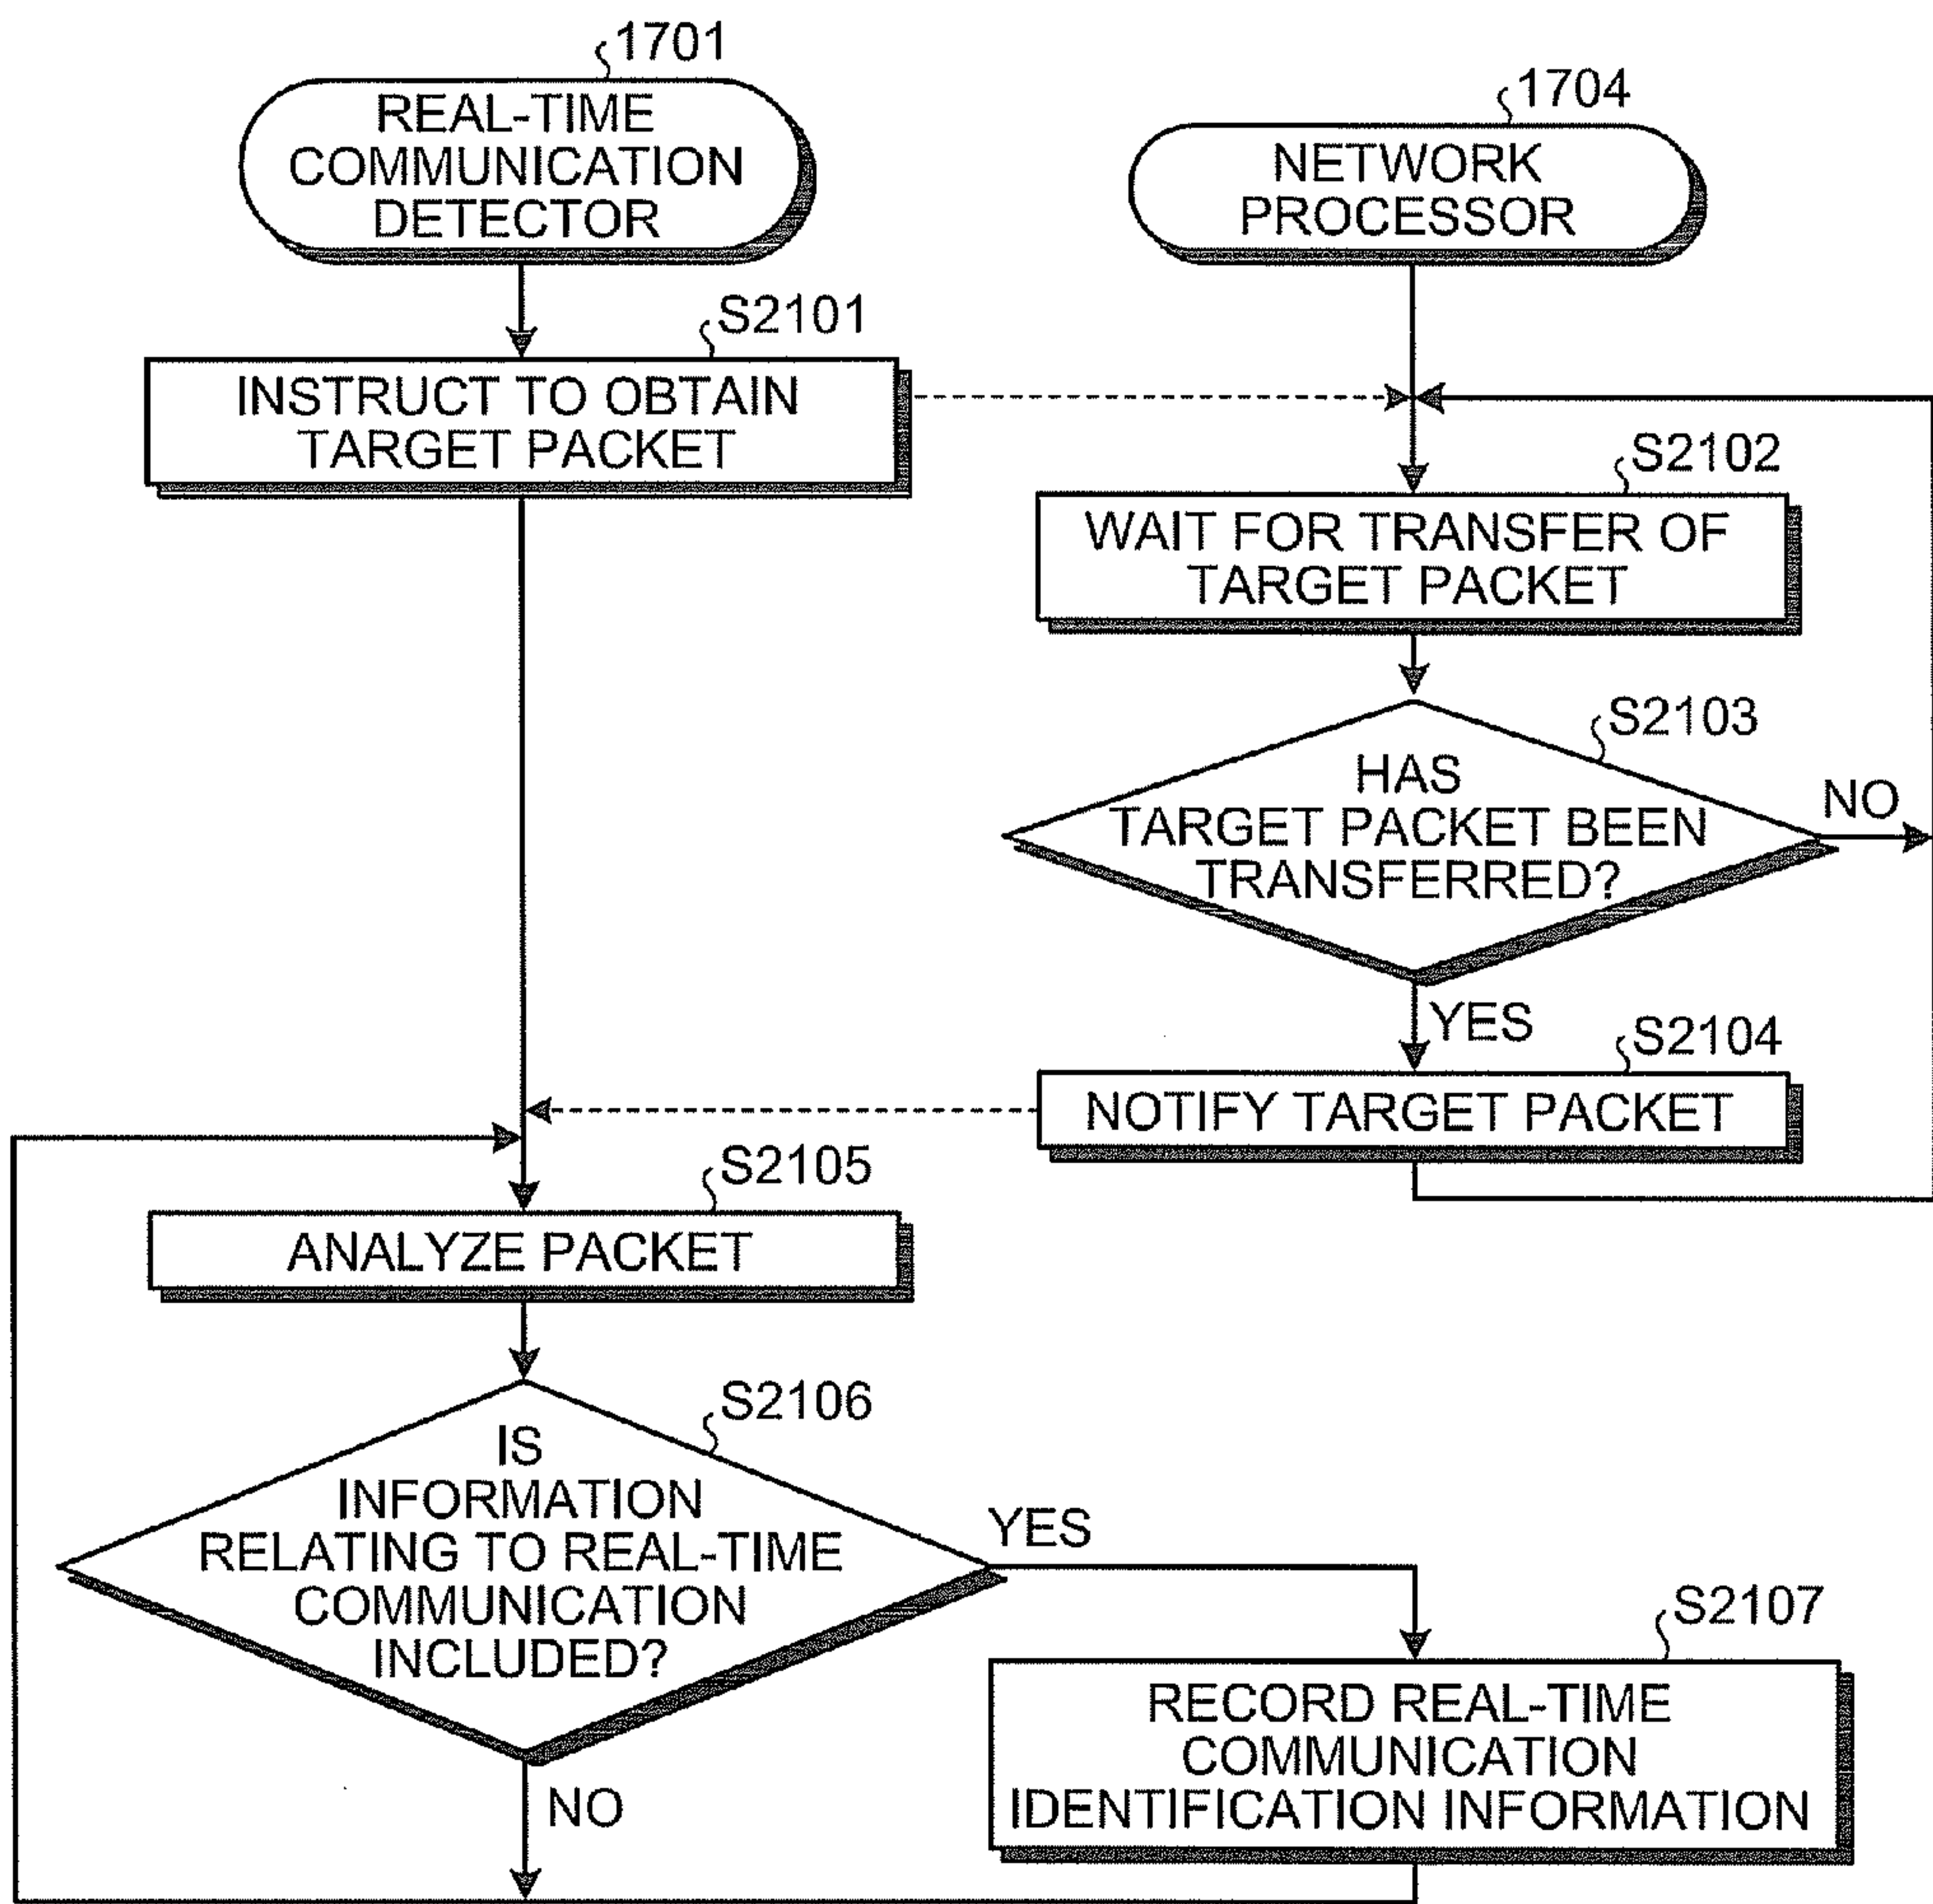 1701
REAL-TIME
COMMUNICATION
DETECTOR
1704
NETWORK
PROCESSOR
S2101
INSTRUCT TO OBTAIN
TARGET PACKET
S2102
WAIT FOR TRANSFER OF
TARGET PACKET
S2103
HAS
TARGET PACKET BEEN
TRANSFERRED?
NO
YES
S2104
NOTIFY TARGET PACKET
S2105
ANALYZE PACKET
S2106
IS
INFORMATION
RELATING TO REAL-TIME
COMMUNICATION
INCLUDED?
YES
NO
S2107
RECORD REAL-TIME
COMMUNICATION
IDENTIFICATION INFORMATION